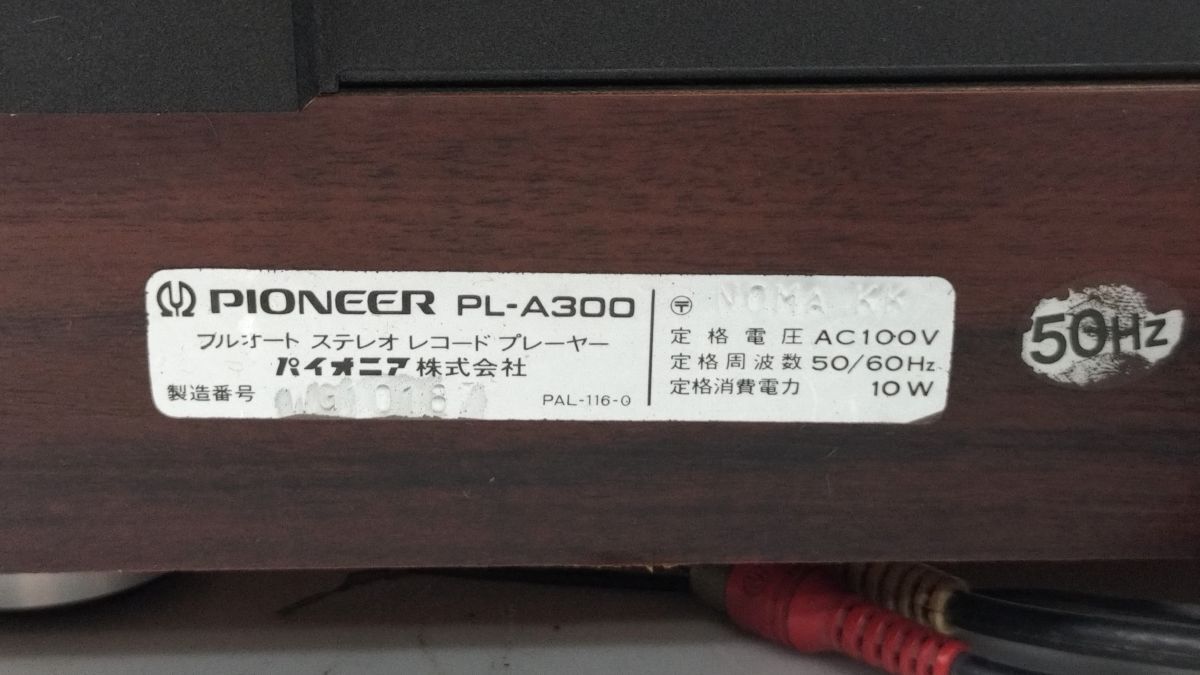 PIONEER PL-A300
フルオート ステレオ レコード プレーヤー
パイオニア株式会社
製造番号
PAL-116-0
〒 NOMA KK
定格電圧 AC100V
定格周波数 50/60Hz
定格消費電力 10W
50Hz